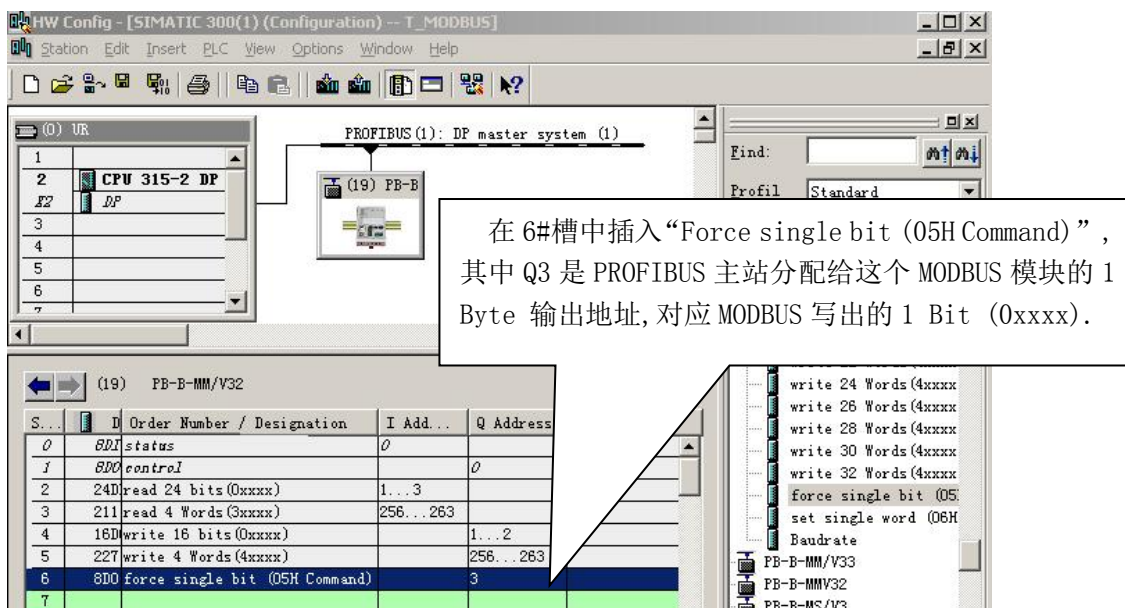 HW Config - [SIMATIC 300(1) (Configuration) -- T_MODBUS]
Station Edit Insert PLC View Options Window Help
(0) UR
1
2 CPU 315-2 DP
X2 DP
3
4
5
6
7
PROFIBUS(1): DP master system (1)
(19) PB-B
Find:
Profil Standard
在 6#槽中插入“Force single bit (05H Command)”,
其中 Q3 是 PROFIBUS 主站分配给这个 MODBUS 模块的 1
Byte 输出地址,对应 MODBUS 写出的 1 Bit (0xxxx).
(19) PB-B-MM/V32
S... D Order Number / Designation I Add... Q Address
0 8DI status 0
1 8DO control 0
2 24D read 24 bits(0xxxx) 1...3
3 211 read 4 Words(3xxxx) 256...263
4 16D write 16 bits(0xxxx) 1...2
5 227 write 4 Words(4xxxx) 256...263
6 8DO force single bit (05H Command) 3
7
write 24 Words(4xxxx
write 26 Words(4xxxx
write 28 Words(4xxxx
write 30 Words(4xxxx
write 32 Words(4xxxx
force single bit (05
set single word (06H
Baudrate
PB-B-MM/V33
PB-B-MMV32
PB-B-MS/V3